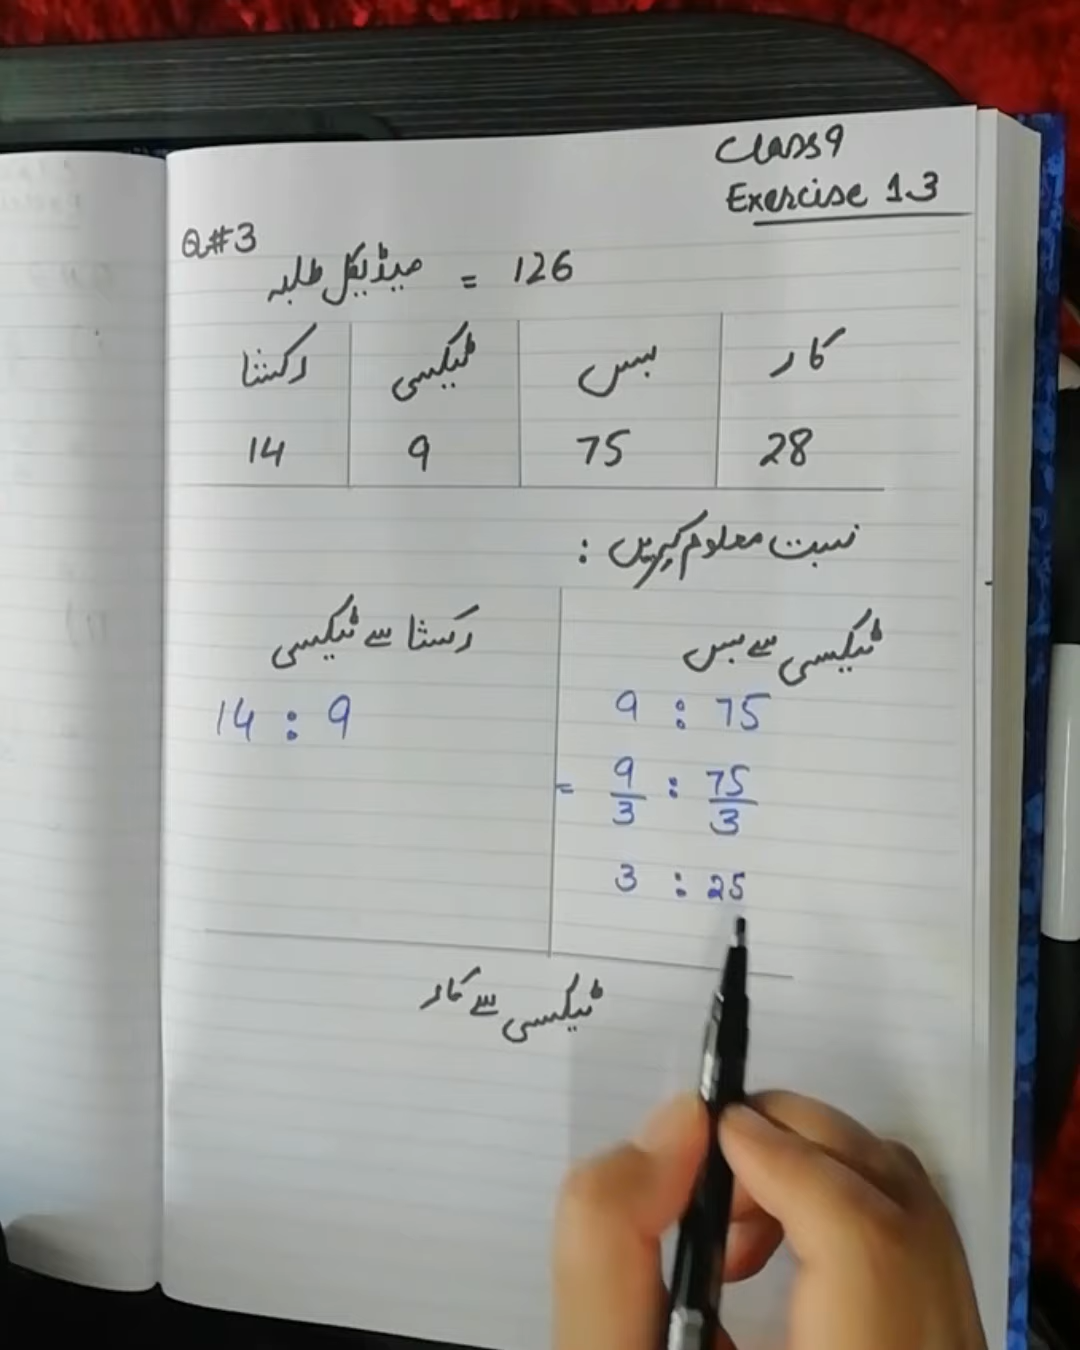 Class 9
Exercise 1.3
Q#3
میڈیکل طلبہ = 126
کار بس ٹیکسی رکشا
28 75 9 14
نسبت معلوم کریں :
ٹیکسی سے بس
9 : 75
= 9/3 : 75/3
3 : 25
رکشا سے ٹیکسی
14 : 9
ٹیکسی سے کار